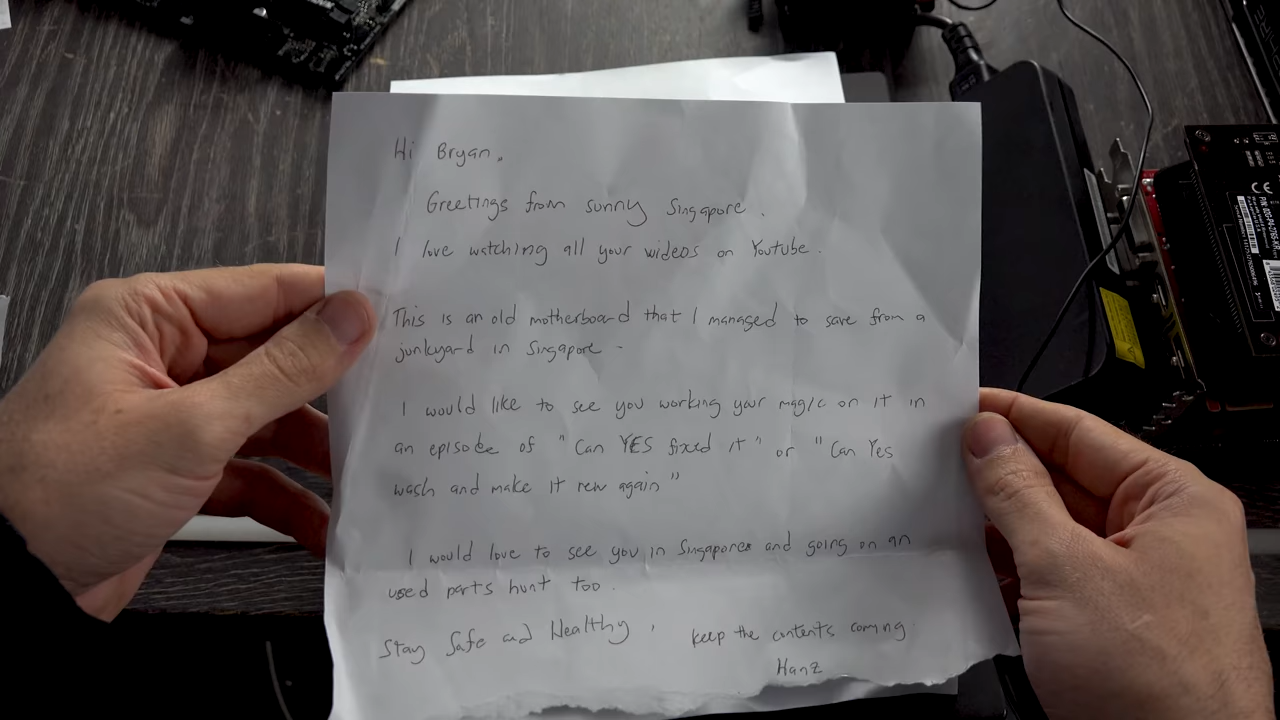 Hi Bryan,
Greetings from sunny Singapore.
I love watching all your videos on Youtube.
This is an old motherboard that I managed to save from a
junkyard in Singapore.
I would like to see you working your magic on it in
an episode of "Can YES fixed it" or "Can Yes
wash and make it new again"
I would love to see you in Singapore and going on an
used parts hunt too.
Stay Safe and Healthy, keep the contents coming
Hanz
CE